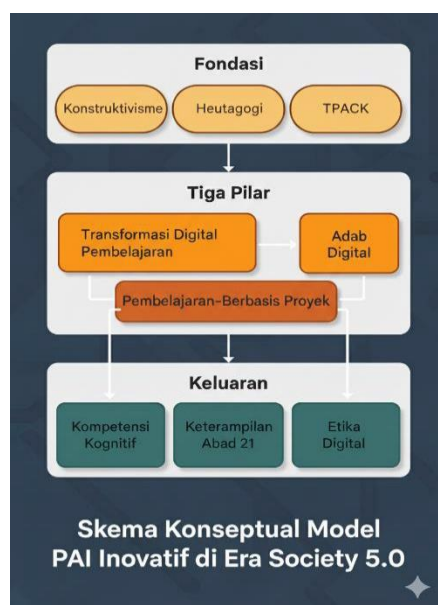 Fondasi
Konstruktivisme
Heutagogi
TPACK
Tiga Pilar
Transformasi Digital
Pembelajaran
Adab
Digital
Pembelajaran-Berbasis Proyek
Keluaran
Kompetensi
Kognitif
Keterampilan
Abad 21
Etika
Digital
Skema Konseptual Model
PAI Inovatif di Era Society 5.0